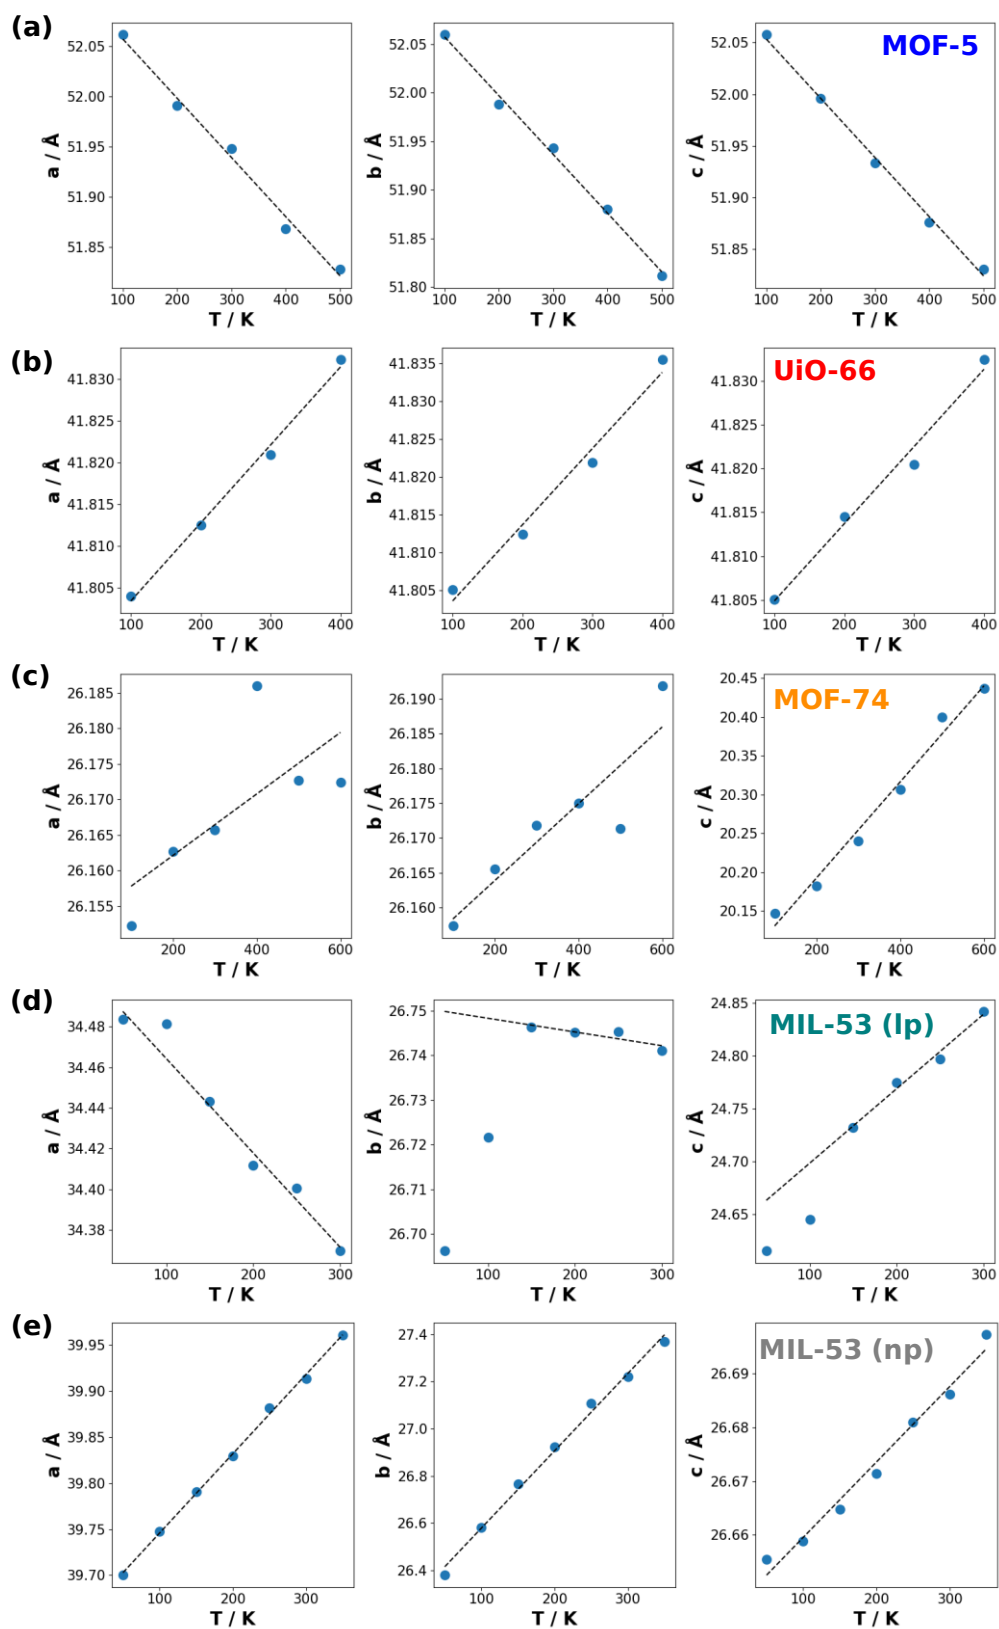 (a)
52.05
52.00
51.95
51.90
51.85
a / Å
100 200 300 400 500
T / K
52.05
52.00
51.95
51.90
51.85
51.80
b / Å
100 200 300 400 500
T / K
MOF-5
52.05
52.00
51.95
51.90
51.85
c / Å
100 200 300 400 500
T / K
(b)
41.830
41.825
41.820
41.815
41.810
41.805
a / Å
100 200 300 400
T / K
41.835
41.830
41.825
41.820
41.815
41.810
41.805
b / Å
100 200 300 400
T / K
UiO-66
41.830
41.825
41.820
41.815
41.810
41.805
c / Å
100 200 300 400
T / K
(c)
26.185
26.180
26.175
26.170
26.165
26.160
26.155
a / Å
200 400 600
T / K
26.190
26.185
26.180
26.175
26.170
26.165
26.160
b / Å
200 400 600
T / K
MOF-74
20.45
20.40
20.35
20.30
20.25
20.20
20.15
c / Å
200 400 600
T / K
(d)
34.48
34.46
34.44
34.42
34.40
34.38
a / Å
100 200 300
T / K
26.75
26.74
26.73
26.72
26.71
26.70
b / Å
100 200 300
T / K
MIL-53 (lp)
24.85
24.80
24.75
24.70
24.65
c / Å
100 200 300
T / K
(e)
39.95
39.90
39.85
39.80
39.75
39.70
a / Å
100 200 300
T / K
27.4
27.2
27.0
26.8
26.6
26.4
b / Å
100 200 300
T / K
MIL-53 (np)
26.69
26.68
26.67
26.66
c / Å
100 200 300
T / K